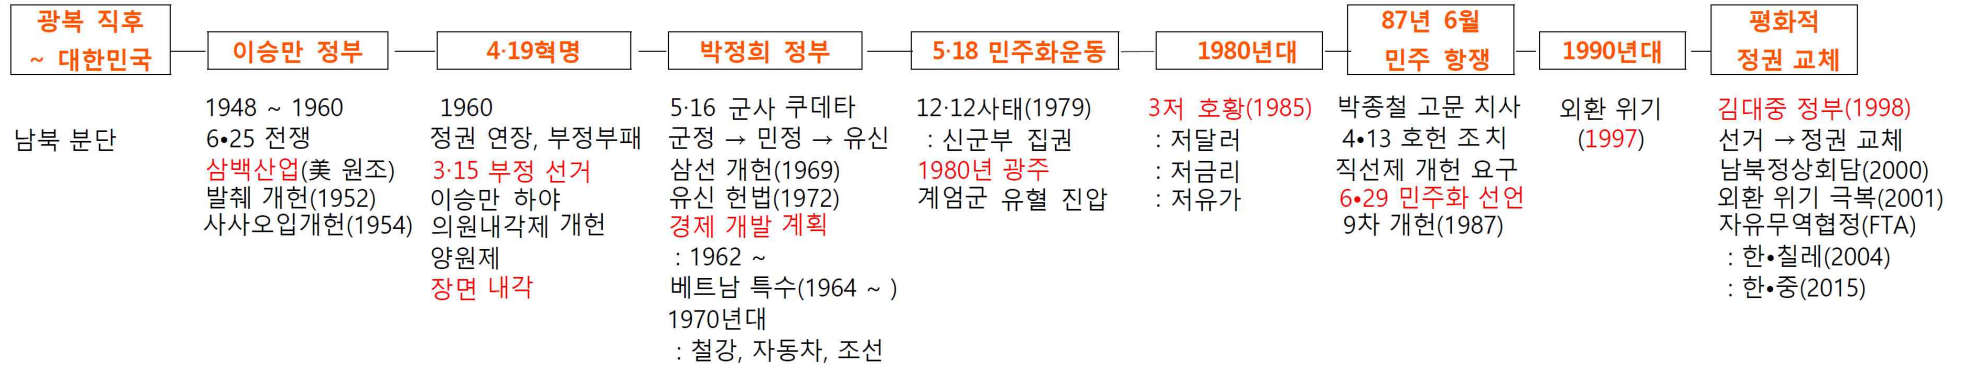 광복 직후
~ 대한민국
남북 분단
이승만 정부
1948 ~ 1960
6•25 전쟁
삼백산업(美 원조)
발췌 개헌(1952)
사사오입개헌(1954)
4·19혁명
1960
정권 연장, 부정부패
3·15 부정 선거
이승만 하야
의원내각제 개헌
양원제
장면 내각
박정희 정부
5·16 군사 쿠데타
군정 → 민정 → 유신
삼선 개헌(1969)
유신 헌법(1972)
경제 개발 계획
: 1962 ~
베트남 특수(1964 ~ )
1970년대
: 철강, 자동차, 조선
5·18 민주화운동
12·12사태(1979)
: 신군부 집권
1980년 광주
계엄군 유혈 진압
1980년대
3저 호황(1985)
: 저달러
: 저금리
: 저유가
87년 6월
민주 항쟁
박종철 고문 치사
4•13 호헌 조치
직선제 개헌 요구
6•29 민주화 선언
9차 개헌(1987)
1990년대
외환 위기
(1997)
평화적
정권 교체
김대중 정부(1998)
선거 → 정권 교체
남북정상회담(2000)
외환 위기 극복(2001)
자유무역협정(FTA)
: 한•칠레(2004)
: 한•중(2015)